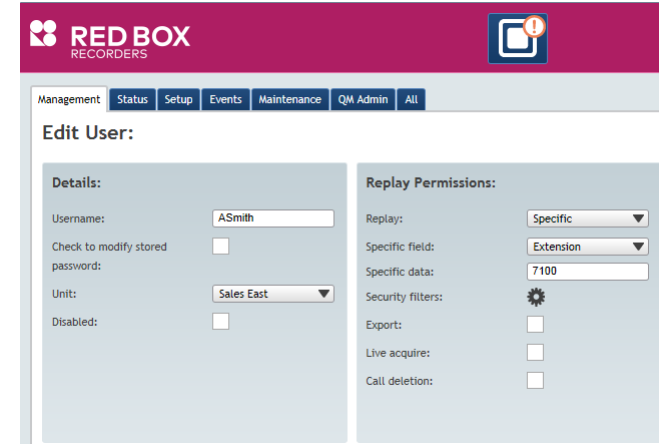 RED BOX
RECORDERS
Management Status Setup Events Maintenance QM Admin All
Edit User:
Details:
Username: ASmith
Check to modify stored
password:
Unit: Sales East
Disabled:
Replay Permissions:
Replay: Specific
Specific field: Extension
Specific data: 7100
Security filters:
Export:
Live acquire:
Call deletion: